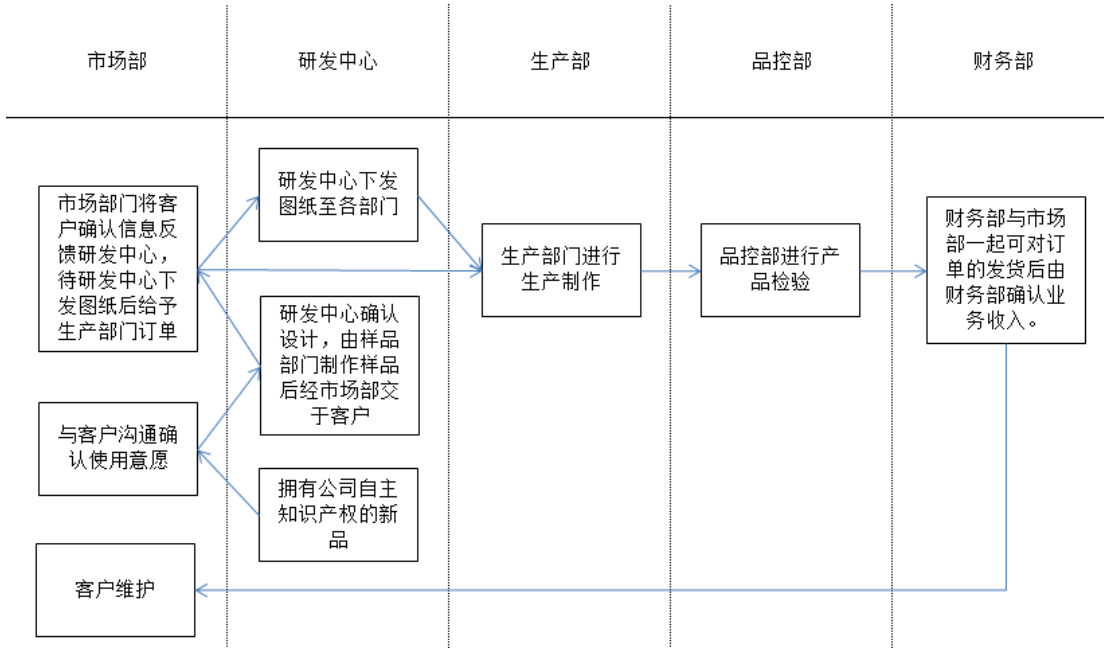 市场部
研发中心
生产部
品控部
财务部
市场部门将客
户确认信息反
馈研发中心，
待研发中心下
发图纸后给予
生产部门订单
研发中心下发
图纸至各部门
生产部门进行
生产制作
品控部进行产
品检验
财务部与市场
部一起可对订
单的发货后由
财务部确认业
务收入。
研发中心确认
设计，由样品
部门制作样品
后经市场部交
于客户
与客户沟通确
认使用意愿
拥有公司自主
知识产权的新
品
客户维护